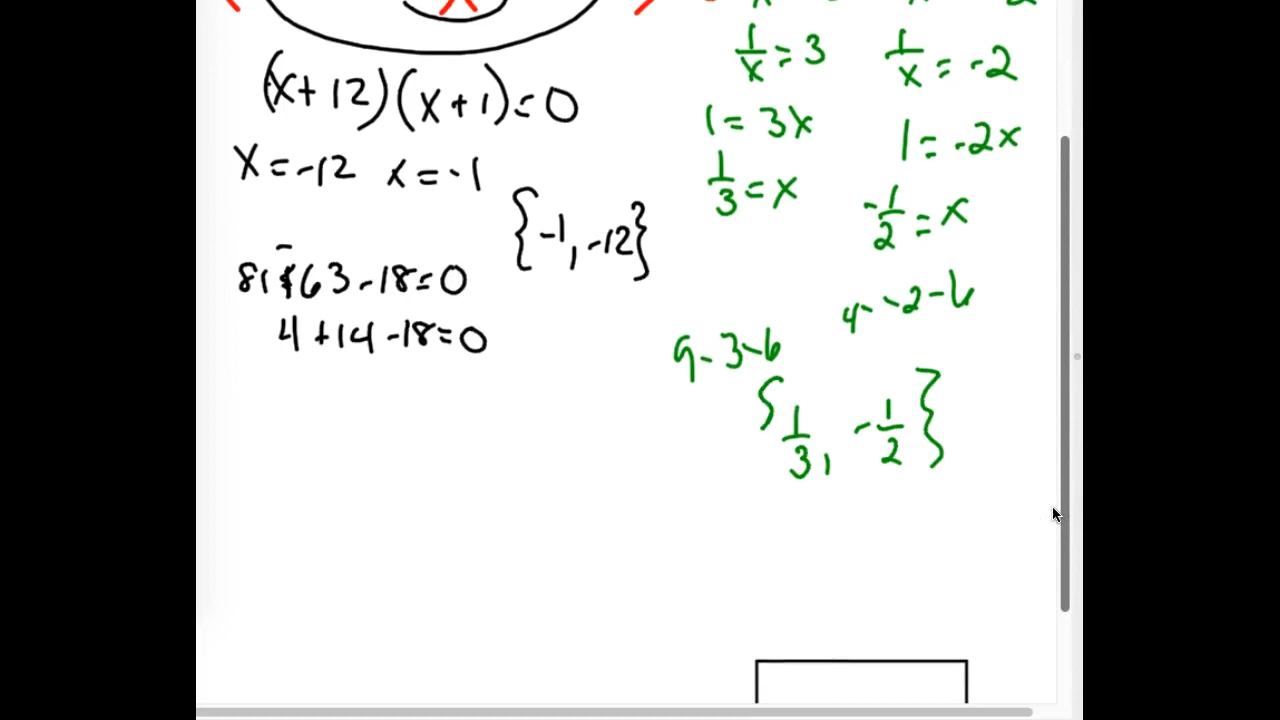 (x+12)(x+1)=0
x=-12 x=-1
{-1,-12}
81-63-18=0
4+14-18=0
1/x=3
1=3x
1/3=x
9-3-6
1/x=-2
1=-2x
-1/2=x
4--2-6
{1/3, -1/2}